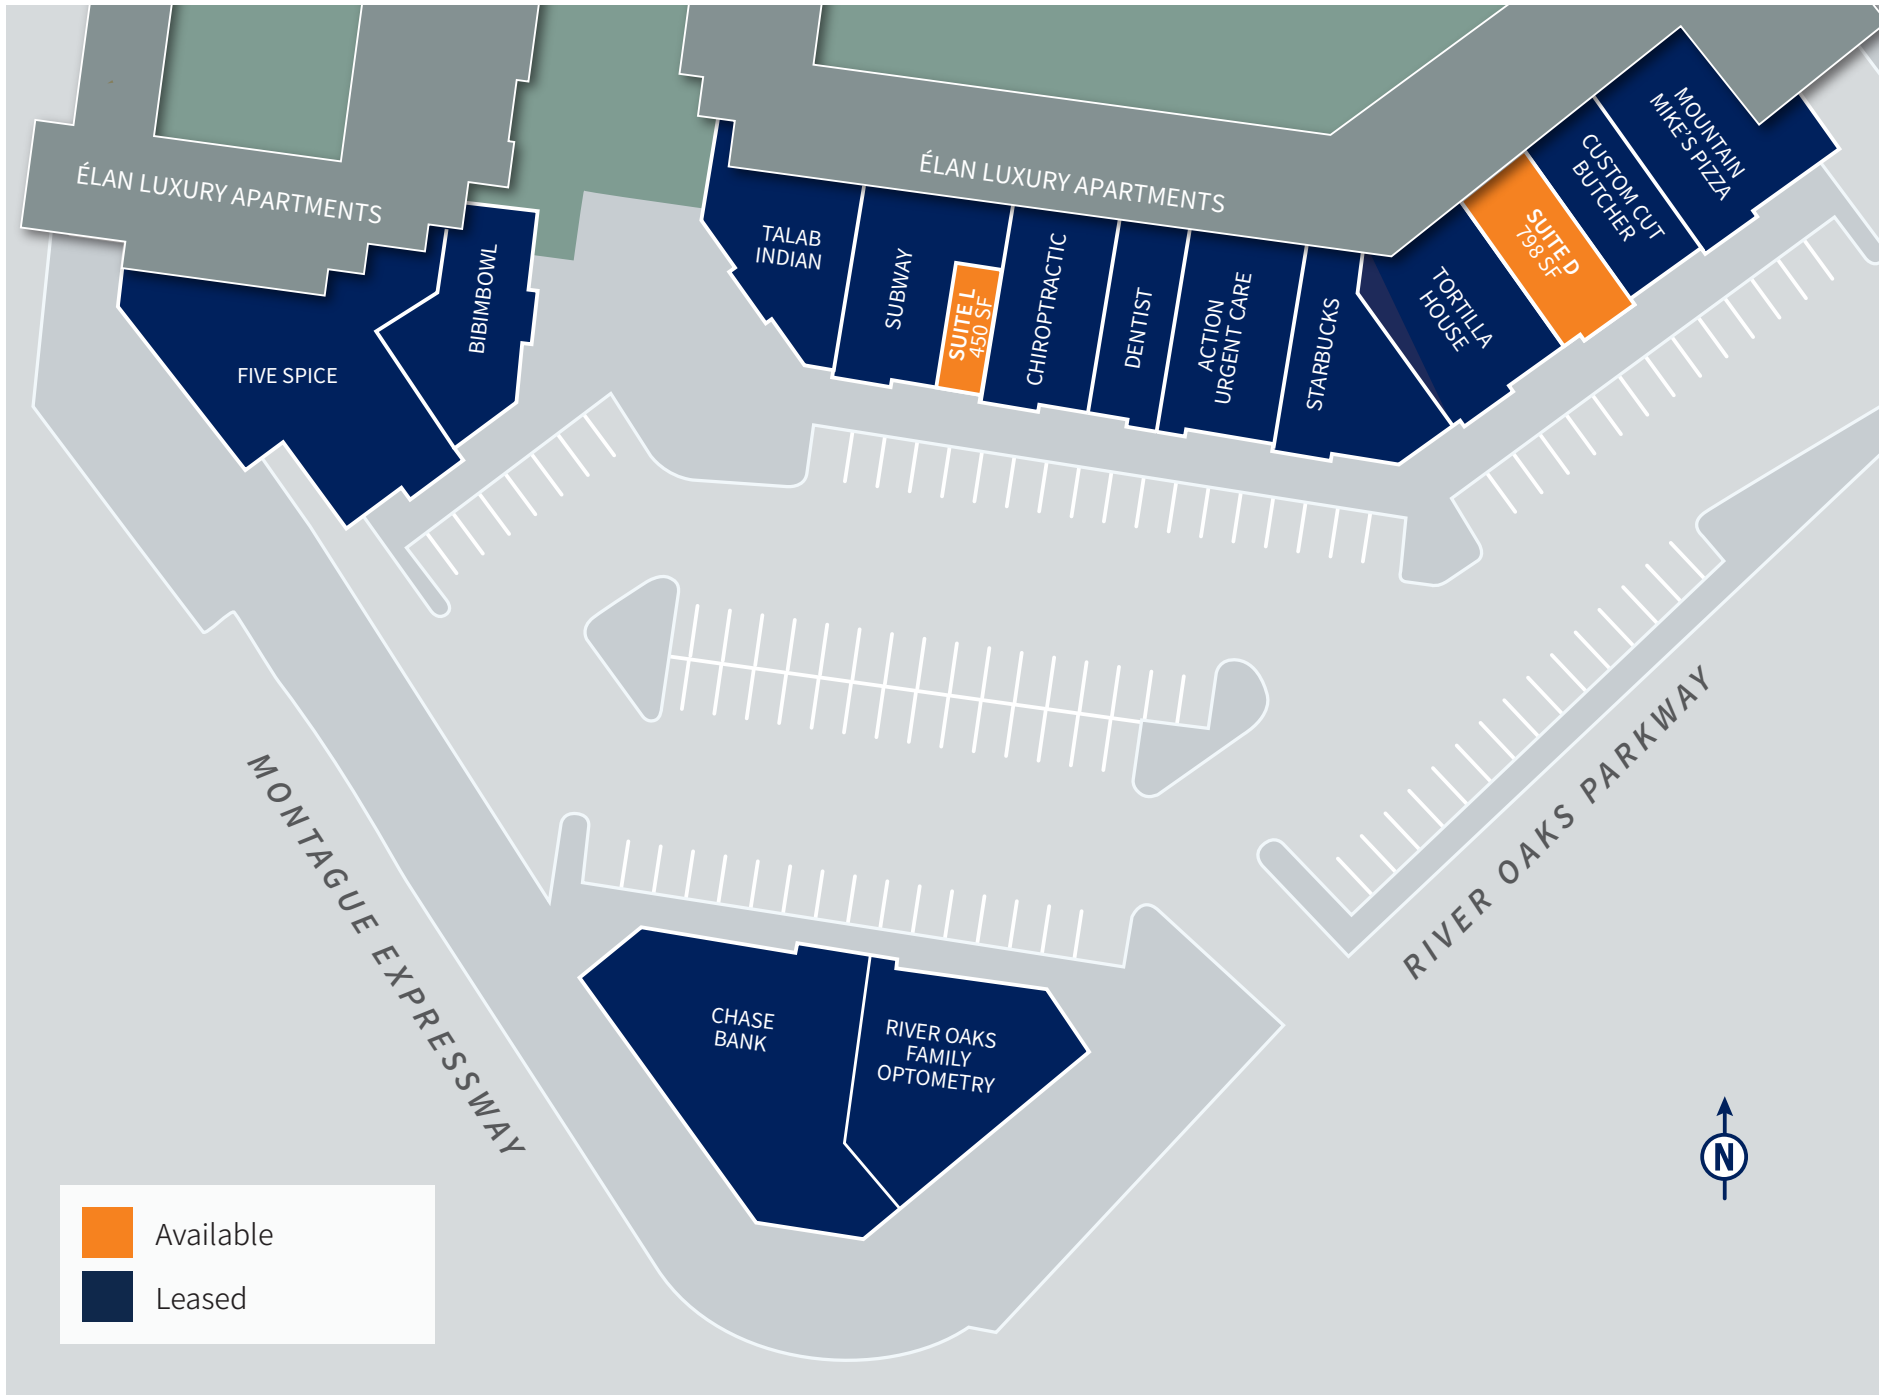 ÉLAN LUXURY APARTMENTS
ÉLAN LUXURY APARTMENTS
FIVE SPICE
BIBIMBOWL
TALAB
INDIAN
SUBWAY
SUITE L
450 SF
CHIROPTRACTIC
DENTIST
ACTION
URGENT CARE
STARBUCKS
TORTILLA
HOUSE
SUITE D
798 SF
CUSTOM CUT
BUTCHER
MOUNTAIN
MIKE'S PIZZA
MONTAGUE EXPRESSWAY
RIVER OAKS PARKWAY
CHASE
BANK
RIVER OAKS
FAMILY
OPTOMETRY
N
Available
Leased